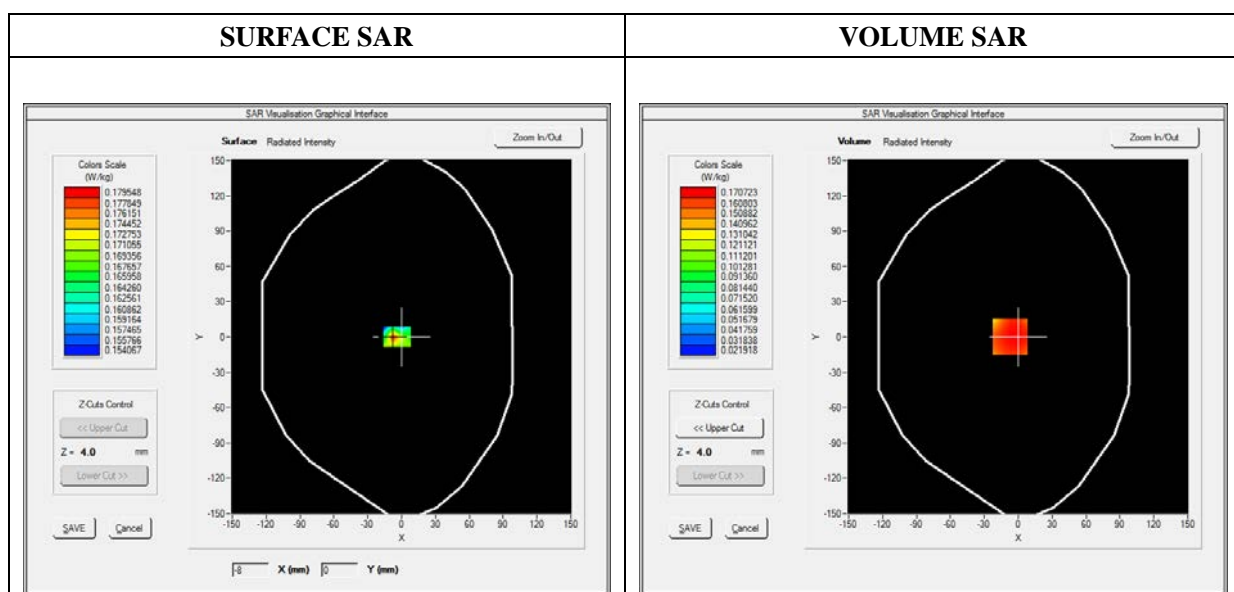 SURFACE SAR
VOLUME SAR
SAR Visualisation Graphical Interface
Surface Radiated Intensity
Zoom In/Out
Colors Scale
(W/kg)
0.179548
0.177849
0.176151
0.174452
0.172753
0.171055
0.169356
0.167657
0.165958
0.164260
0.162561
0.160862
0.159164
0.157465
0.155766
0.154067
150
120
90
60
30
0
-30
-60
-90
-120
-150
Y
-150 -120 -90 -60 -30 0 30 60 90 120 150
X
Z-Cuts Control
<< Upper Cut
Z = 4.0 mm
Lower Cut >>
SAVE Cancel
-8 X (mm) 0 Y (mm)
SAR Visualisation Graphical Interface
Volume Radiated Intensity
Zoom In/Out
Colors Scale
(W/kg)
0.170723
0.160803
0.150882
0.140962
0.131042
0.121121
0.111201
0.101281
0.091360
0.081440
0.071520
0.061599
0.051679
0.041759
0.031838
0.021918
150
120
90
60
30
0
-30
-60
-90
-120
-150
Y
-150 -120 -90 -60 -30 0 30 60 90 120 150
X
Z-Cuts Control
<< Upper Cut
Z = 4.0 mm
Lower Cut >>
SAVE Cancel